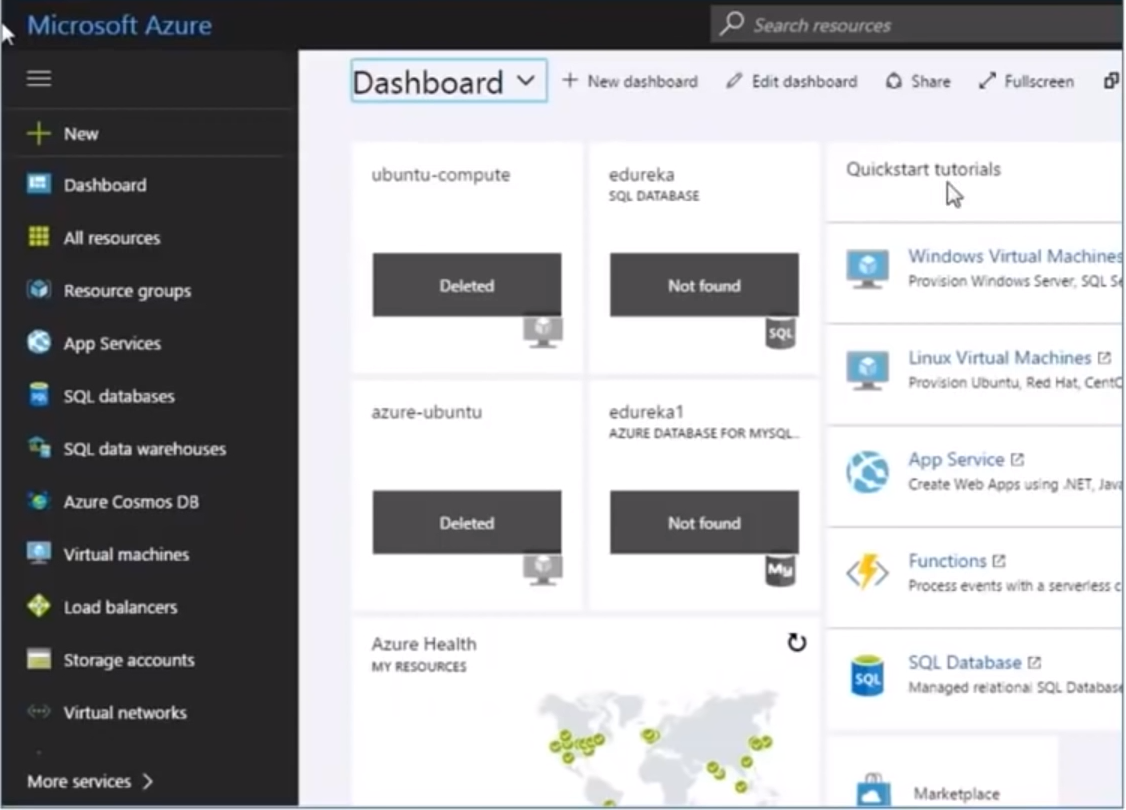 Microsoft Azure
Search resources
Dashboard
New dashboard
Edit dashboard
Share
Fullscreen
New
Dashboard
All resources
Resource groups
App Services
SQL databases
SQL data warehouses
Azure Cosmos DB
Virtual machines
Load balancers
Storage accounts
Virtual networks
More services
ubuntu-compute
Deleted
edureka
SQL DATABASE
Not found
SQL
azure-ubuntu
Deleted
edureka1
AZURE DATABASE FOR MYSQL..
Not found
My
Azure Health
MY RESOURCES
Quickstart tutorials
Windows Virtual Machines
Provision Windows Server, SQL Se
Linux Virtual Machines
Provision Ubuntu, Red Hat, CentO
App Service
Create Web Apps using .NET, Java
Functions
Process events with a serverless c
SQL
SQL Database
Managed relational SQL Database
Marketplace